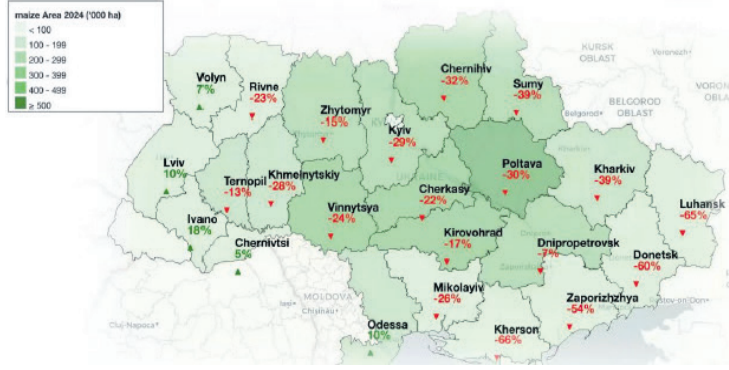 maize Area 2024 ('000 ha)
< 100
100 - 199
200 - 299
300 - 399
400 - 499
≥ 500
KURSK
OBLAST
BELGOROD
OBLAST
Belgorod
Voronezh
Volyn
7%
Rivne
-23%
Zhytomyr
-15%
Kyiv
-29%
Chernihiv
-32%
Sumy
-39%
Lviv
10%
Ternopil
-13%
Khmelnytskiy
-28%
Vinnytsya
-24%
Cherkasy
-22%
Poltava
-30%
Kharkiv
-39%
Luhansk
-65%
Ivano
18%
Chernivtsi
5%
Kirovohrad
-17%
Dnipropetrovsk
-7%
Donetsk
-60%
Mikolayiv
-26%
Zaporizhzhya
-54%
Odessa
10%
Kherson
-66%
UKRAINE
MOLDOVA
Iași
Chișinău
Cluj-Napoca